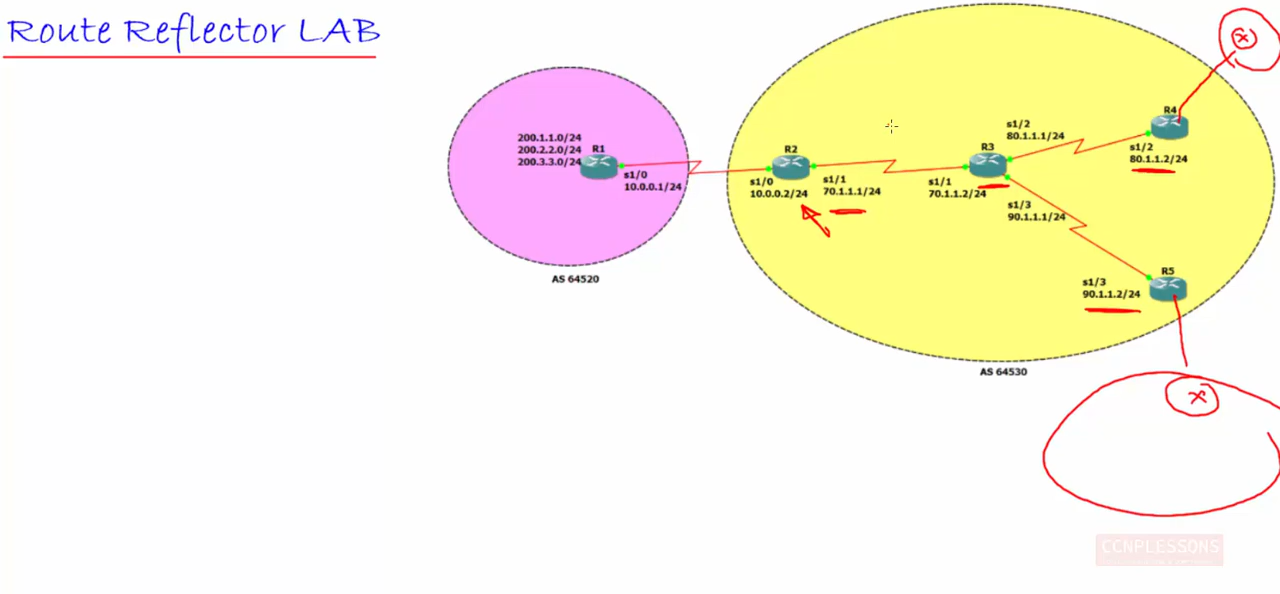 Route Reflector LAB
200.1.1.0/24
200.2.2.0/24
200.3.3.0/24
R1
s1/0
10.0.0.1/24
AS 64520
R2
s1/0
10.0.0.2/24
s1/1
70.1.1.1/24
R3
s1/1
70.1.1.2/24
s1/2
80.1.1.1/24
s1/3
90.1.1.1/24
R4
s1/2
80.1.1.2/24
x
R5
s1/3
90.1.1.2/24
AS 64530
x
CCNPLESSONS